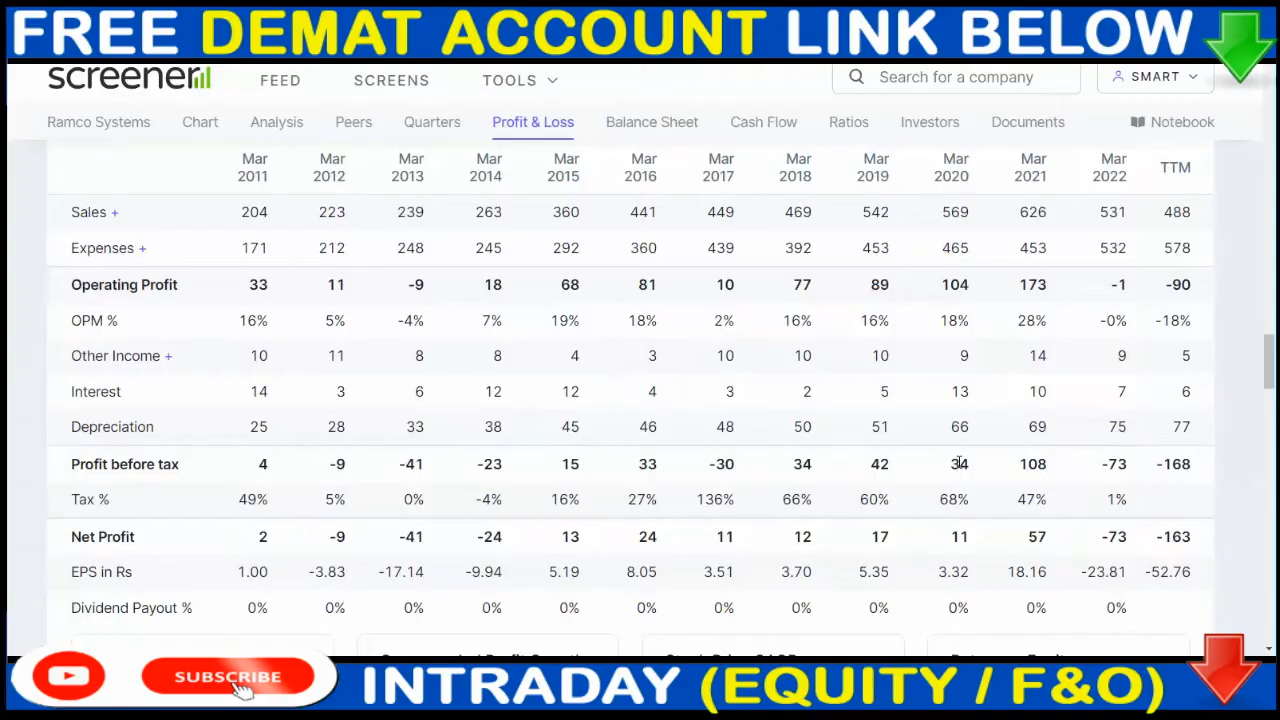 FREE DEMAT ACCOUNT LINK BELOW
screener FEED SCREENS TOOLS Search for a company SMART
Ramco Systems Chart Analysis Peers Quarters Profit & Loss Balance Sheet Cash Flow Ratios Investors Documents Notebook
Mar 2011 Mar 2012 Mar 2013 Mar 2014 Mar 2015 Mar 2016 Mar 2017 Mar 2018 Mar 2019 Mar 2020 Mar 2021 Mar 2022 TTM
Sales + 204 223 239 263 360 441 449 469 542 569 626 531 488
Expenses + 171 212 248 245 292 360 439 392 453 465 453 532 578
Operating Profit 33 11 -9 18 68 81 10 77 89 104 173 -1 -90
OPM % 16% 5% -4% 7% 19% 18% 2% 16% 16% 18% 28% -0% -18%
Other Income + 10 11 8 8 4 3 10 10 10 9 14 9 5
Interest 14 3 6 12 12 4 3 2 5 13 10 7 6
Depreciation 25 28 33 38 45 46 48 50 51 66 69 75 77
Profit before tax 4 -9 -41 -23 15 33 -30 34 42 34 108 -73 -168
Tax % 49% 5% 0% -4% 16% 27% 136% 66% 60% 68% 47% 1%
Net Profit 2 -9 -41 -24 13 24 11 12 17 11 57 -73 -163
EPS in Rs 1.00 -3.83 -17.14 -9.94 5.19 8.05 3.51 3.70 5.35 3.32 18.16 -23.81 -52.76
Dividend Payout % 0% 0% 0% 0% 0% 0% 0% 0% 0% 0% 0% 0%
SUBSCRIBE
INTRADAY (EQUITY / F&O)